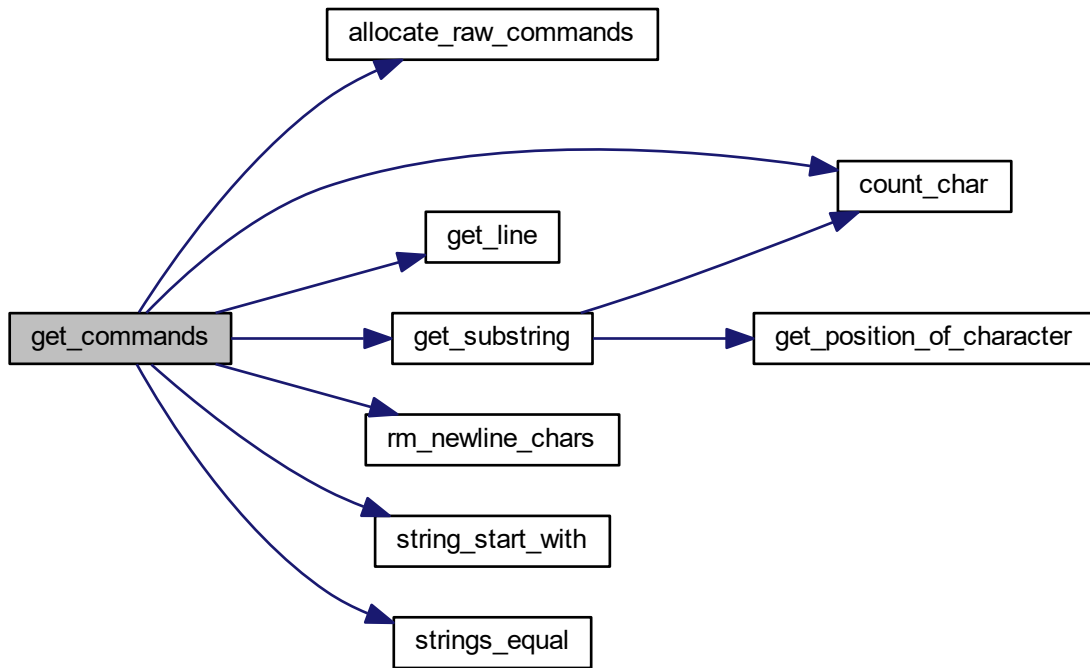 allocate_raw_commands
count_char
get_line
get_commands
get_substring
get_position_of_character
rm_newline_chars
string_start_with
strings_equal